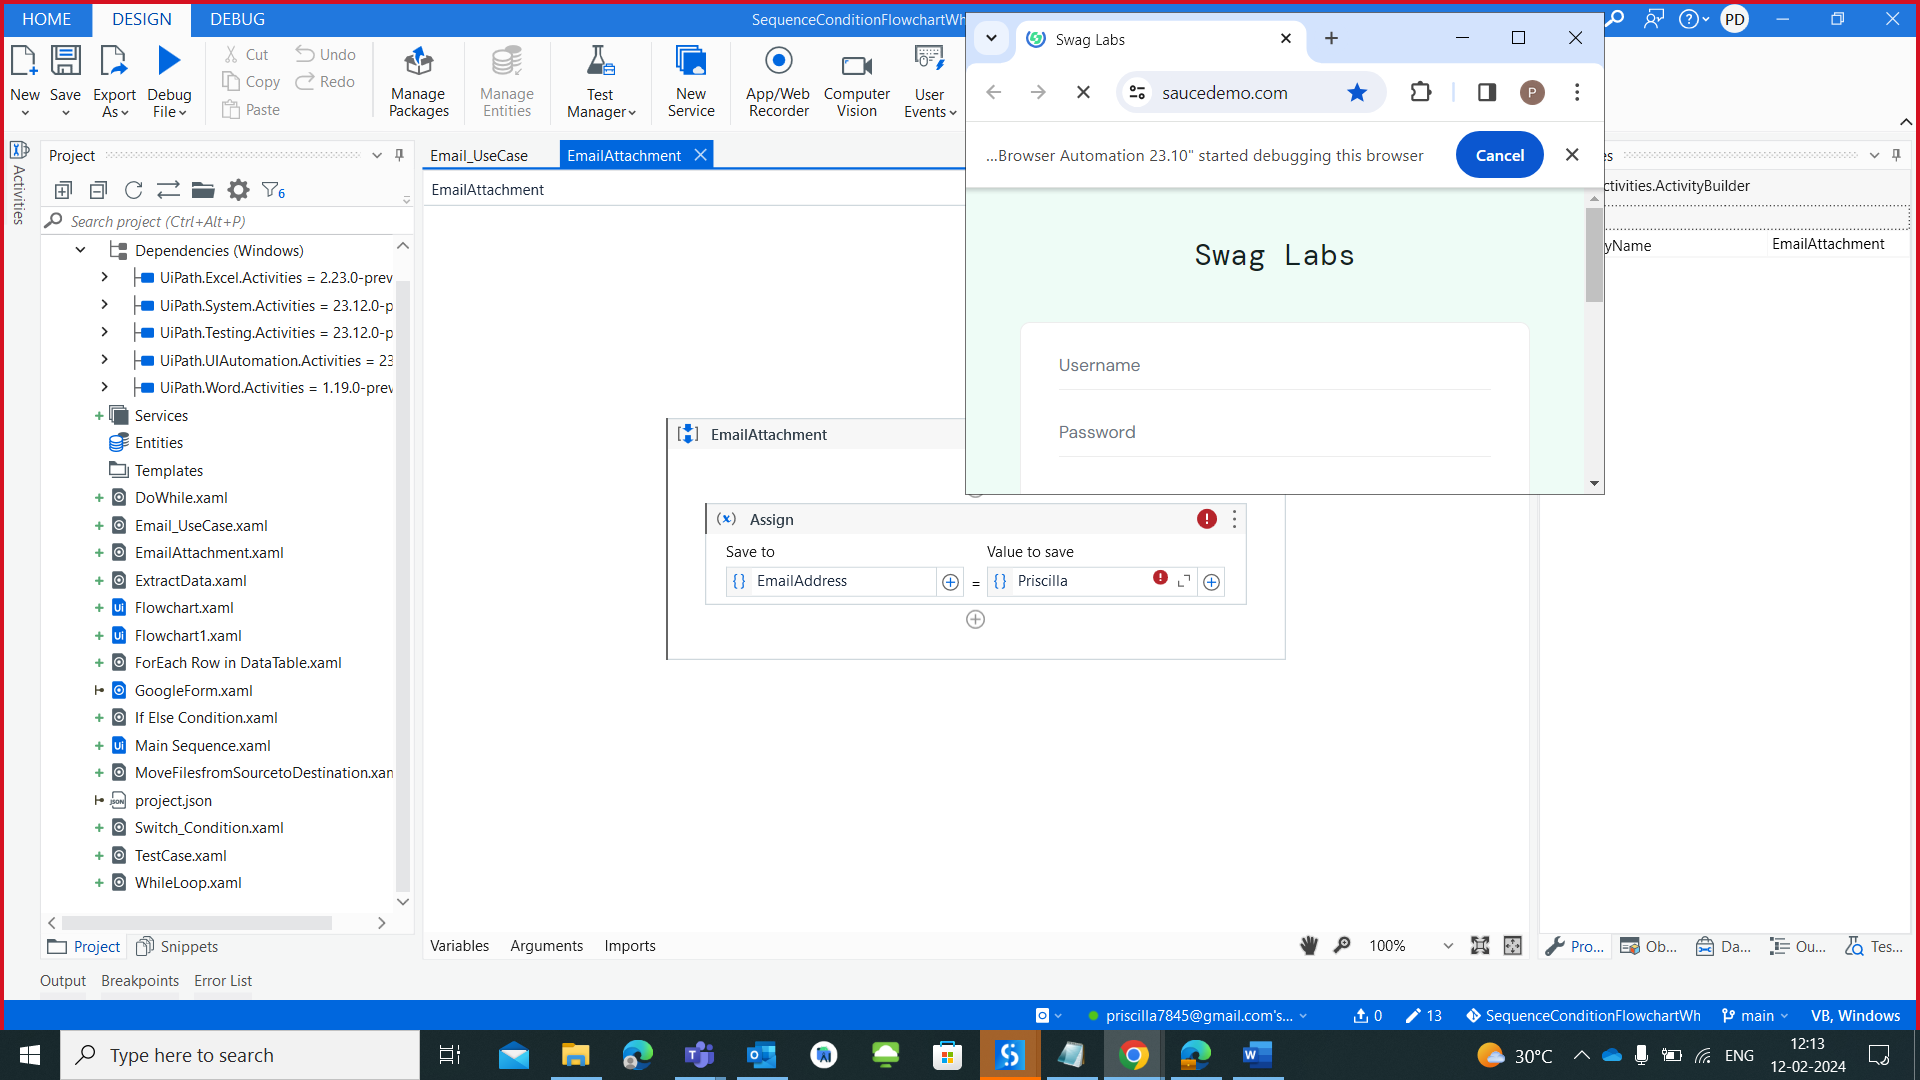 HOME
DESIGN
DEBUG
SequenceConditionFlowchartWh
PD
New
Save
Export As
Debug File
Cut
Copy
Paste
Undo
Redo
Manage Packages
Manage Entities
Test Manager
New Service
App/Web Recorder
Computer Vision
User Events
Swag Labs
saucedemo.com
P
...Browser Automation 23.10" started debugging this browser
Cancel
Swag Labs
Username
Password
Activities
Project
6
Search project (Ctrl+Alt+P)
Dependencies (Windows)
UiPath.Excel.Activities = 2.23.0-prev
UiPath.System.Activities = 23.12.0-p
UiPath.Testing.Activities = 23.12.0-p
UiPath.UIAutomation.Activities = 23
UiPath.Word.Activities = 1.19.0-prev
Services
Entities
Templates
DoWhile.xaml
Email_UseCase.xaml
EmailAttachment.xaml
ExtractData.xaml
Flowchart.xaml
Flowchart1.xaml
ForEach Row in DataTable.xaml
GoogleForm.xaml
If Else Condition.xaml
Main Sequence.xaml
MoveFilesfromSourcetoDestination.xam
project.json
Switch_Condition.xaml
TestCase.xaml
WhileLoop.xaml
Project
Snippets
Email_UseCase
EmailAttachment
EmailAttachment
EmailAttachment
Assign
Save to
Value to save
EmailAddress
=
Priscilla
es
ctivities.ActivityBuilder
yName
EmailAttachment
Variables
Arguments
Imports
100%
Pro...
Ob...
Da...
Ou...
Tes...
Output
Breakpoints
Error List
priscilla7845@gmail.com's...
0
13
SequenceConditionFlowchartWh
main
VB, Windows
Type here to search
30°C
ENG
12:13
12-02-2024